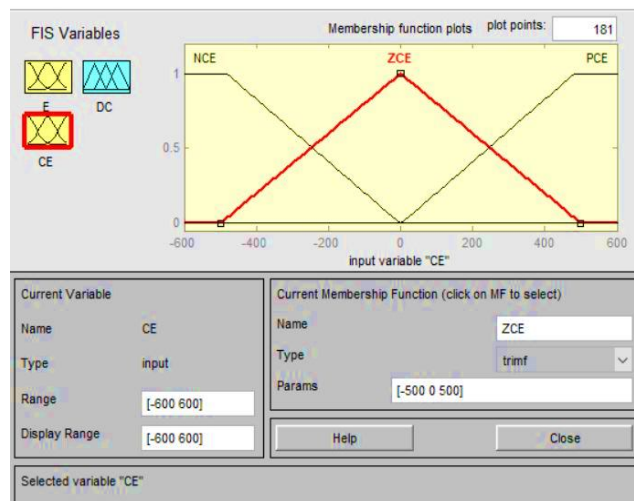 FIS Variables
Membership function plots plot points: 181
E
DC
CE
NCE
ZCE
PCE
1
0.5
0
-600 -400 -200 0 200 400 600
input variable "CE"
Current Variable
Name CE
Type input
Range [-600 600]
Display Range [-600 600]
Current Membership Function (click on MF to select)
Name ZCE
Type trimf
Params [-500 0 500]
Help Close
Selected variable "CE"